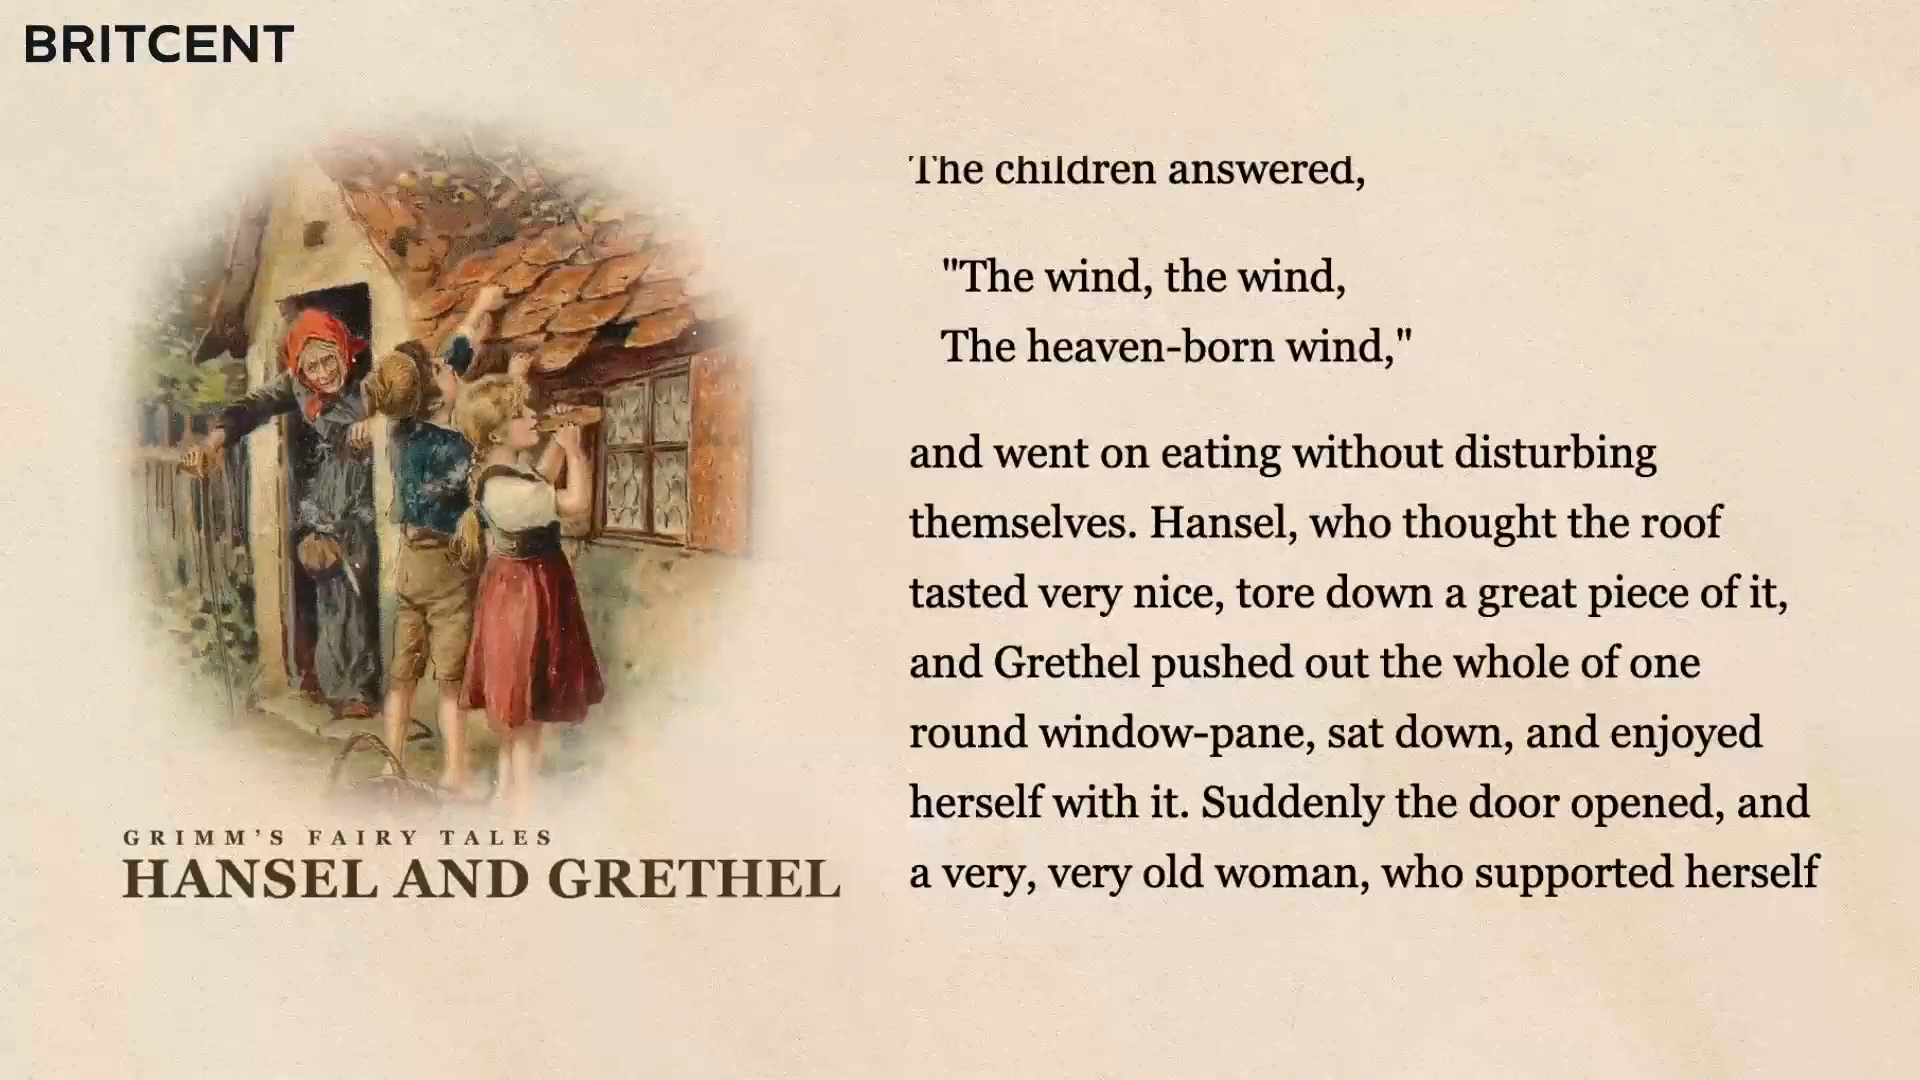 BRITCENT
GRIMM'S FAIRY TALES
HANSEL AND GRETHEL
The children answered,
"The wind, the wind,
The heaven-born wind,"
and went on eating without disturbing
themselves. Hansel, who thought the roof
tasted very nice, tore down a great piece of it,
and Grethel pushed out the whole of one
round window-pane, sat down, and enjoyed
herself with it. Suddenly the door opened, and
a very, very old woman, who supported herself